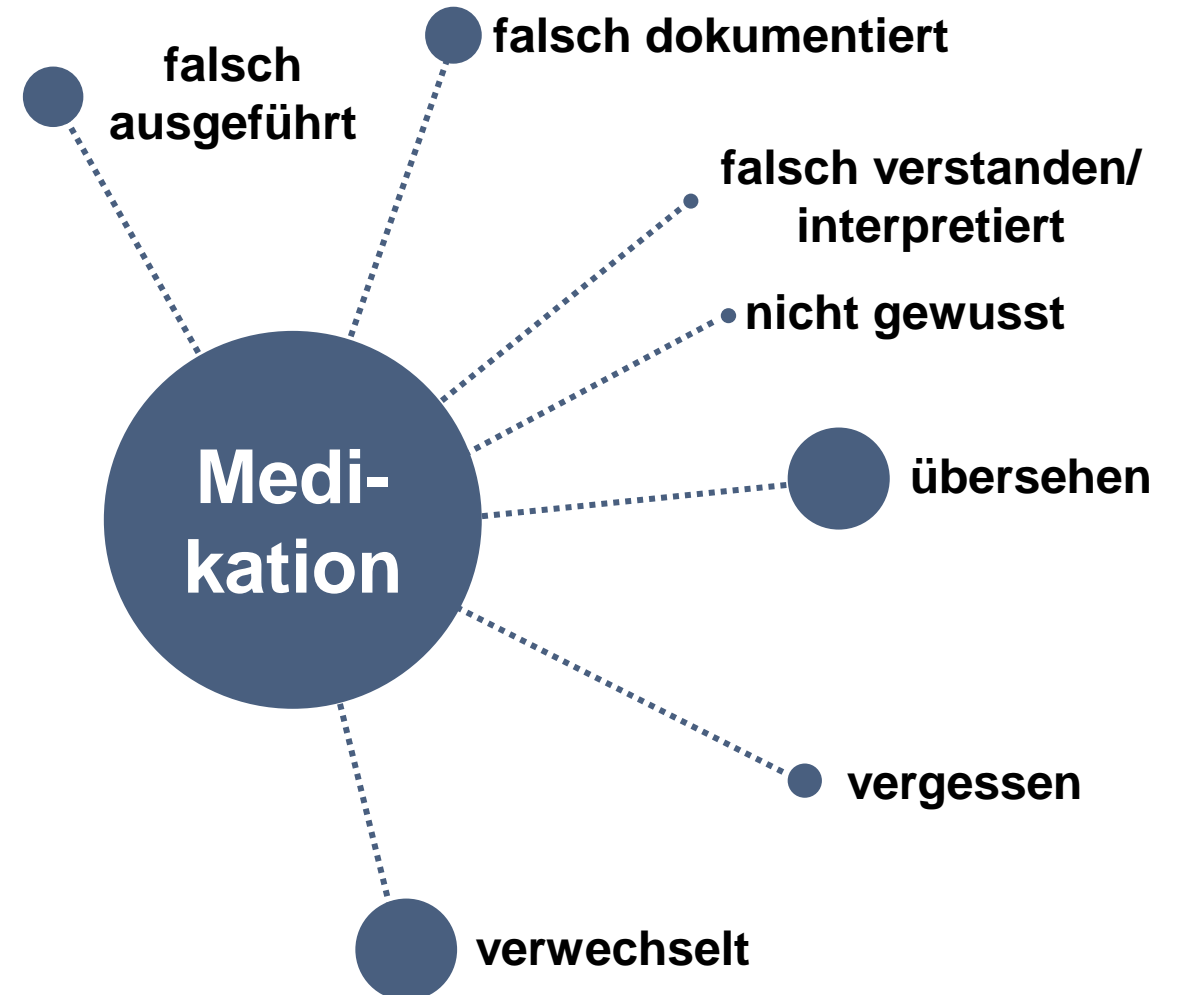 falsch dokumentiert
falsch
ausgeführt
falsch verstanden/
interpretiert
nicht gewusst
Medi-
kation
übersehen
vergessen
verwechselt